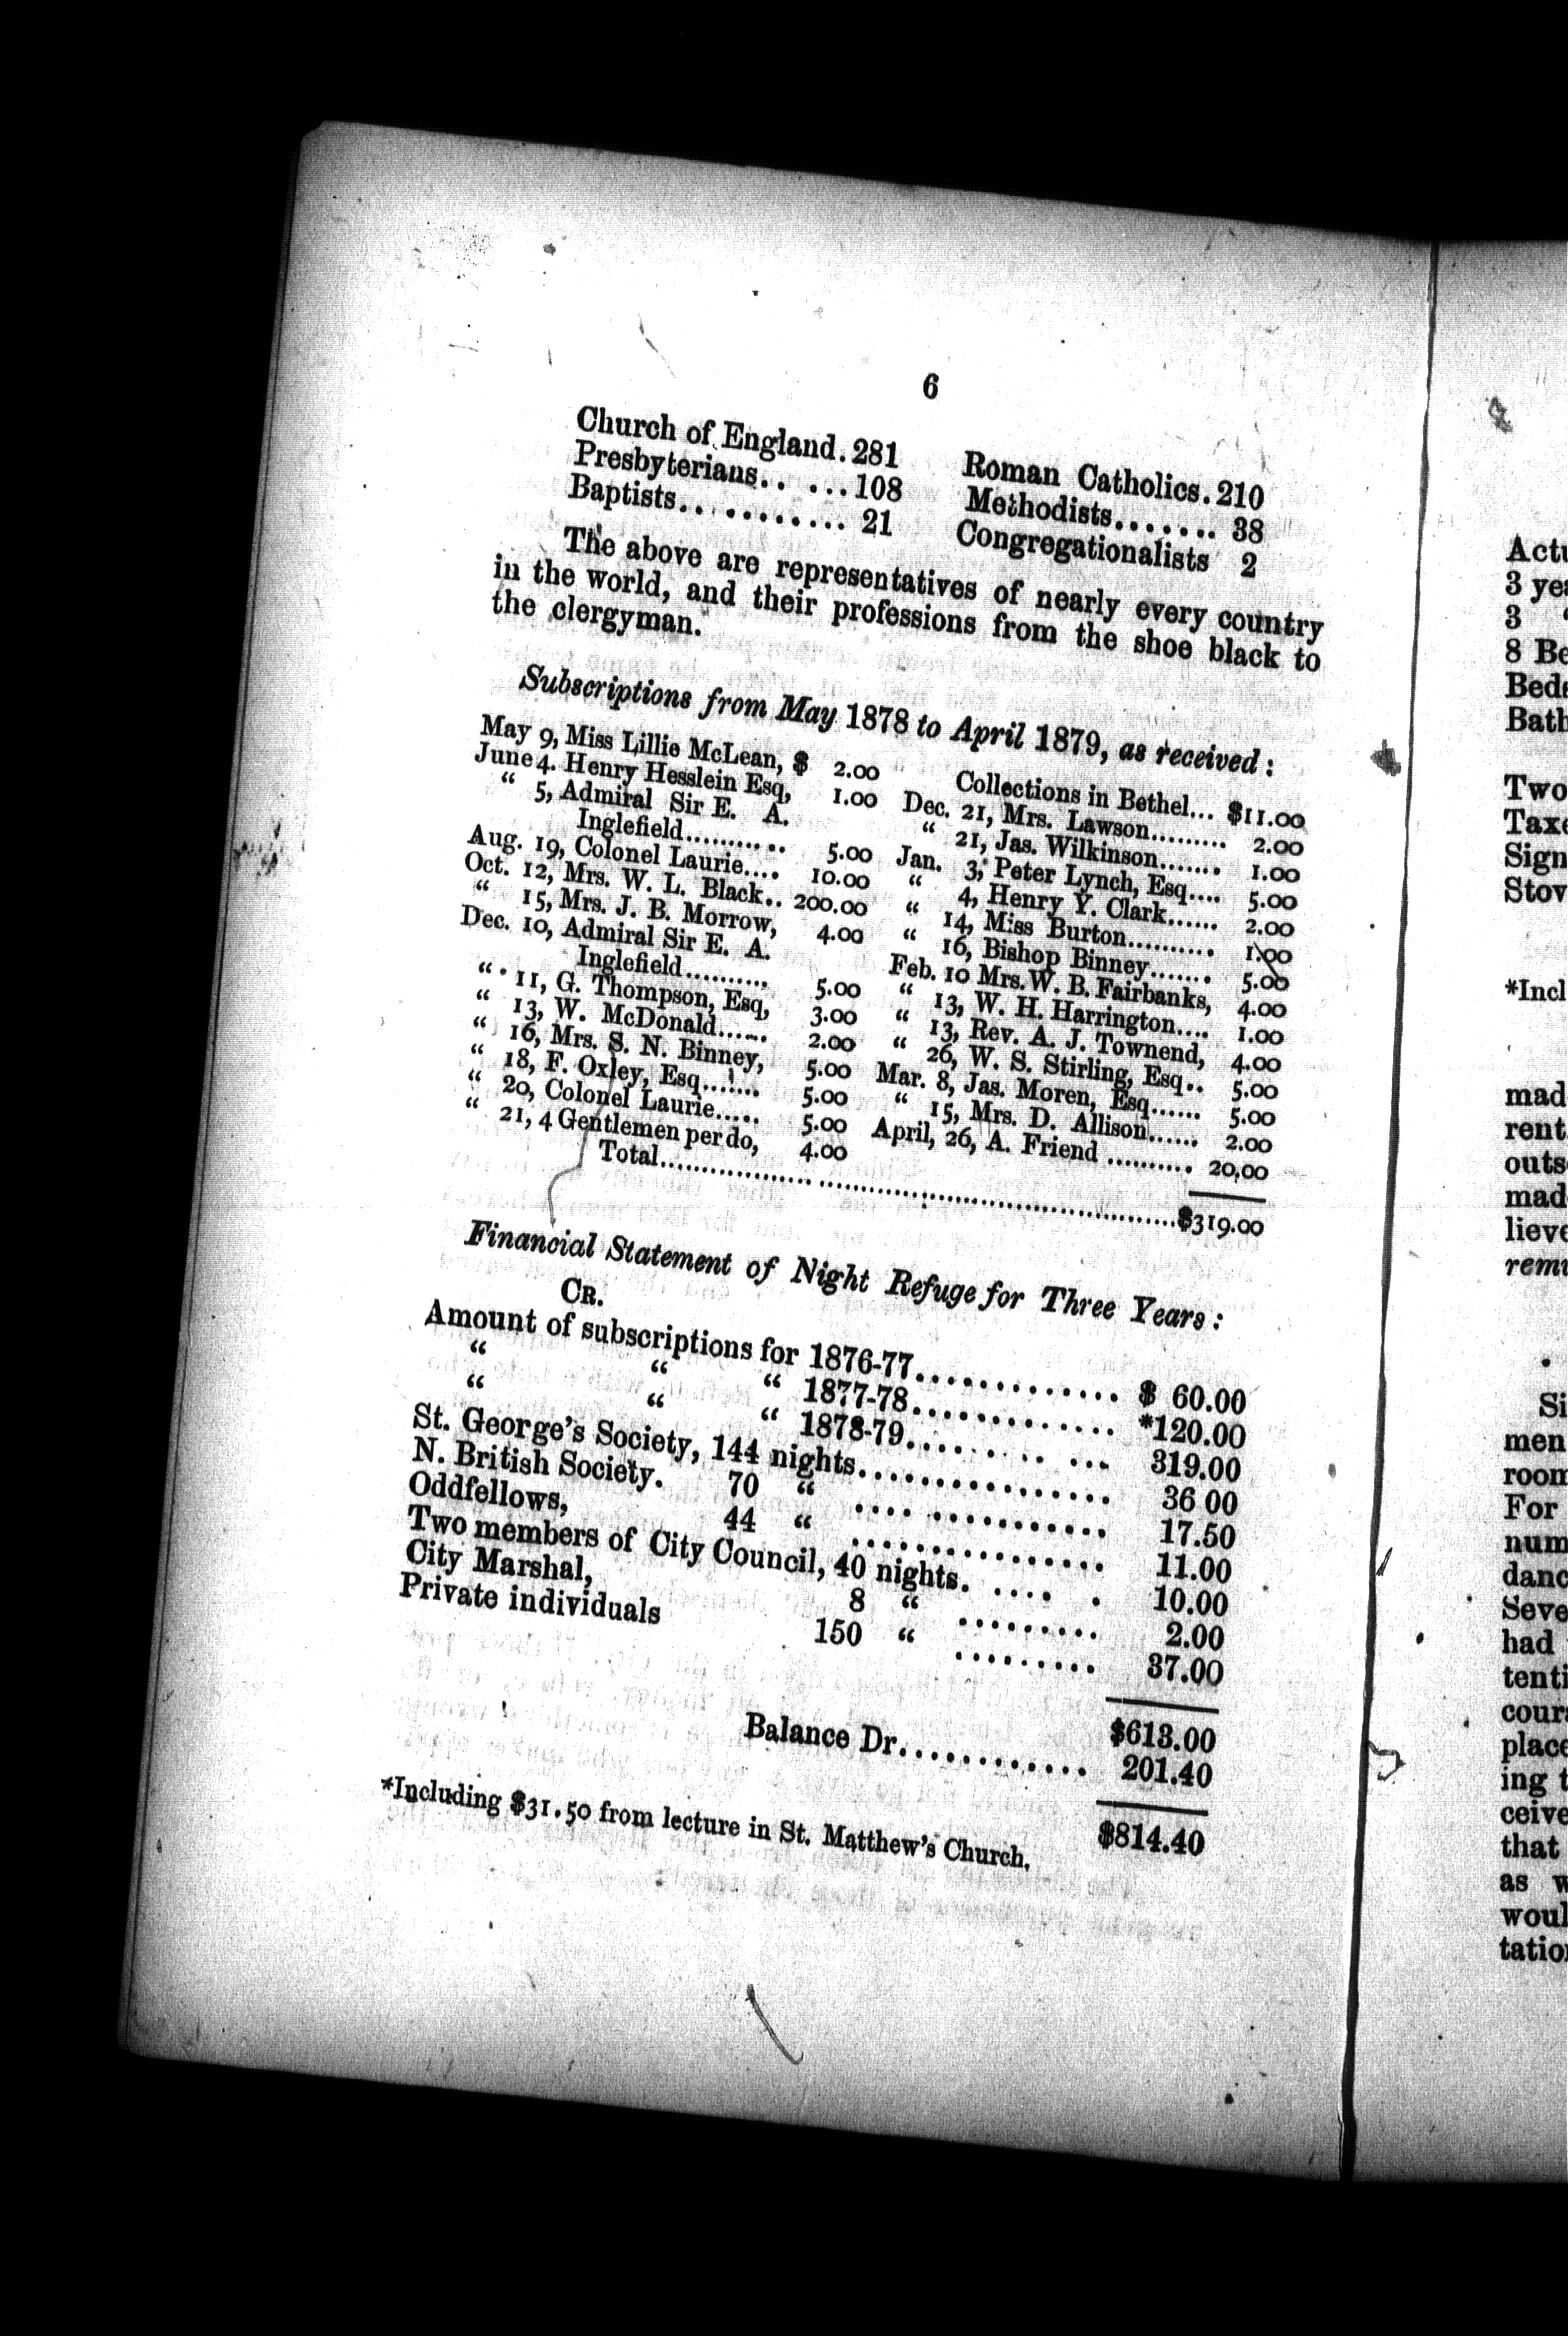 6
Church of England.281
Presbyterians.. ...108
Baptists........... 21
Roman Catholics.210
Methodists....... 38
Congregationalists 2
The above are representatives of nearly every country
in the world, and their professions from the shoe black to
the clergyman.
Subscriptions from May 1878 to April 1879, as received :
May 9, Miss Lillie McLean, $ 2.00
June 4. Henry Hesslein Esq, 1.00
“ 5, Admiral Sir E. A.
Inglefield........... 5.00
Aug. 19, Colonel Laurie.... 10.00
Oct. 12, Mrs. W. L. Black.. 200.00
“ 15, Mrs. J. B. Morrow, 4.00
Dec. 10, Admiral Sir E. A.
Inglefield.......... 5.00
“ 11, G. Thompson, Esq, 3.00
“ 13, W. McDonald...... 2.00
“ 16, Mrs. S. N. Binney, 5.00
“ 18, F. Oxley, Esq....... 5.00
“ 20, Colonel Laurie..... 5.00
“ 21, 4 Gentlemen per do, 4.00
Collections in Bethel... $11.00
Dec. 21, Mrs. Lawson......... 2.00
“ 21, Jas. Wilkinson....... 1.00
Jan. 3, Peter Lynch, Esq.... 5.00
“ 4, Henry Y. Clark...... 2.00
“ 14, Miss Burton.......... 1.00
“ 16, Bishop Binney....... 5.00
Feb. 10 Mrs. W. B. Fairbanks, 4.00
“ 13, W. H. Harrington.... 1.00
“ 13, Rev. A. J. Townend, 4.00
“ 26, W. S. Stirling, Esq.. 5.00
Mar. 8, Jas. Moren, Esq...... 5.00
“ 15, Mrs. D. Allison...... 2.00
April, 26, A. Friend .......... 20,00
Total............................................................$319.00
Financial Statement of Night Refuge for Three Years :
CR.
Amount of subscriptions for 1876-77............. $ 60.00
“ “ “ 1877-78............. *120.00
“ “ “ 1878-79..... .. ... 319.00
St. George's Society, 144 nights................ 36 00
N. British Society. 70 “ .... ........... 17.50
Oddfellows, 44 “ ................ 11.00
Two members of City Council, 40 nights. .... . 10.00
City Marshal, 8 “ ......... 2.00
Private individuals 150 “ ......... 37.00
$613.00
Balance Dr............ 201.40
$814.40
*Including $31.50 from lecture in St. Matthew's Church.
3
8 Be
Two
Sign
*Incl
mad
rent
mad
For
had
place
that
as